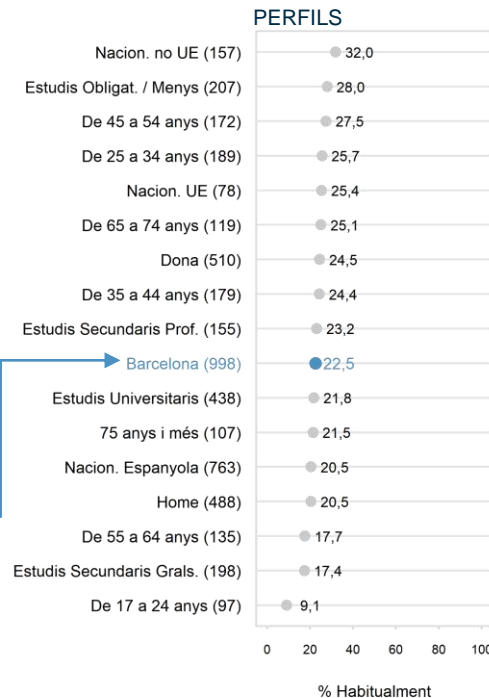 PERFILS
Nacion. no UE (157) 32,0
Estudis Obligat. / Menys (207) 28,0
De 45 a 54 anys (172) 27,5
De 25 a 34 anys (189) 25,7
Nacion. UE (78) 25,4
De 65 a 74 anys (119) 25,1
Dona (510) 24,5
De 35 a 44 anys (179) 24,4
Estudis Secundaris Prof. (155) 23,2
Barcelona (998) 22,5
Estudis Universitaris (438) 21,8
75 anys i més (107) 21,5
Nacion. Espanyola (763) 20,5
Home (488) 20,5
De 55 a 64 anys (135) 17,7
Estudis Secundaris Grals. (198) 17,4
De 17 a 24 anys (97) 9,1
0 20 40 60 80 100
% Habitualment